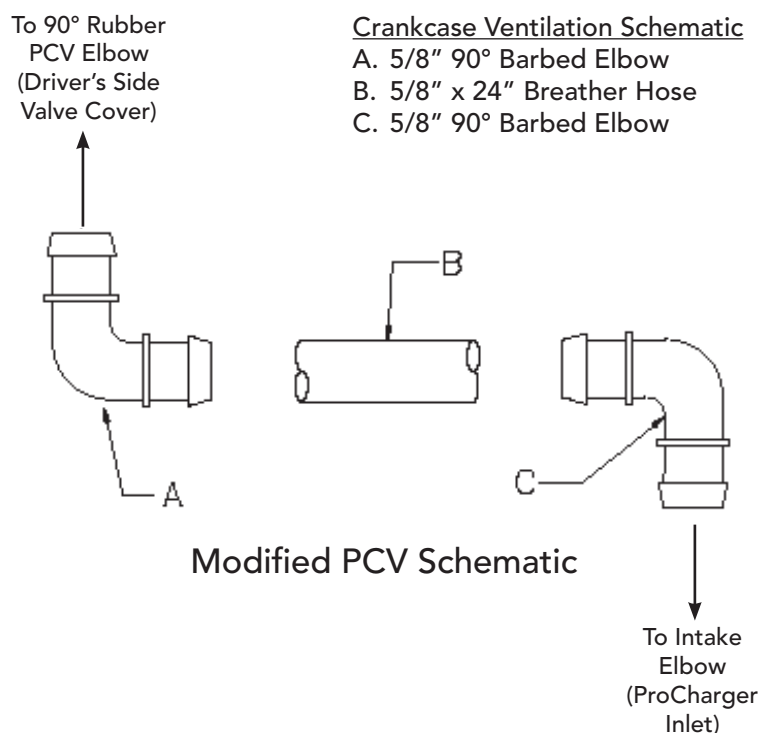 To 90° Rubber
PCV Elbow
(Driver’s Side
Valve Cover)
Crankcase Ventilation Schematic
A. 5/8” 90° Barbed Elbow
B. 5/8” x 24” Breather Hose
C. 5/8” 90° Barbed Elbow
B
A
C
Modified PCV Schematic
To Intake
Elbow
(ProCharger
Inlet)